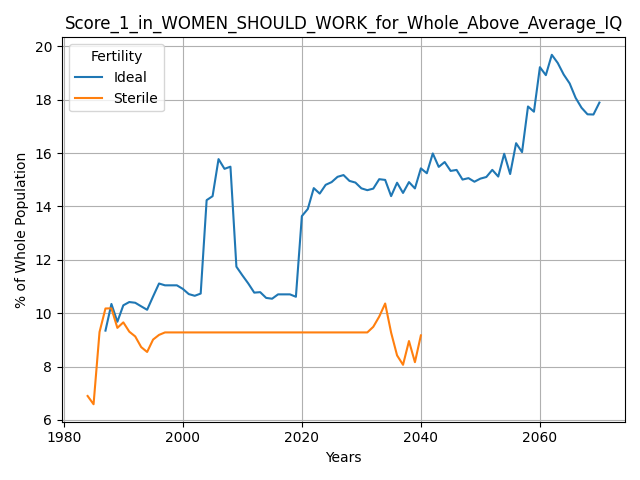 Score_1_in_WOMEN_SHOULD_WORK_for_Whole_Above_Average_IQ
Fertility
Ideal
Sterile
% of Whole Population
20
18
16
14
12
10
8
6
1980
2000
2020
2040
2060
Years